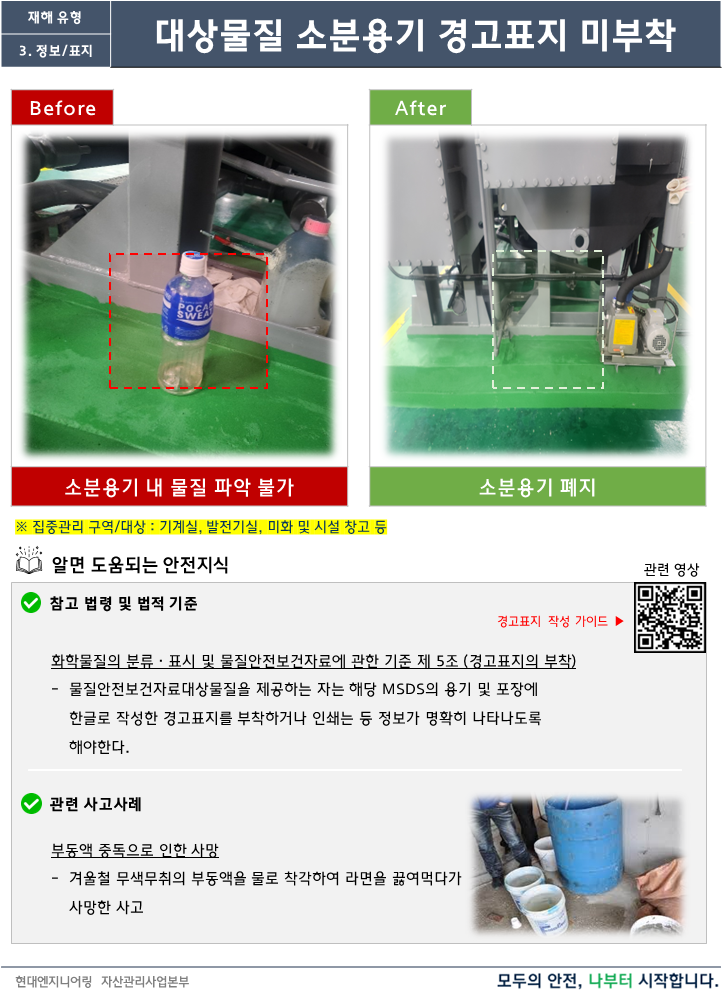 재해 유형
3. 정보/표지
대상물질 소분용기 경고표지 미부착
Before
After
POCARI
SWEAT
소분용기 내 물질 파악 불가
소분용기 폐지
※ 집중관리 구역/대상 : 기계실, 발전기실, 미화 및 시설 창고 등
알면 도움되는 안전지식
관련 영상
참고 법령 및 법적 기준
경고표지 작성 가이드 ▶
화학물질의 분류 · 표시 및 물질안전보건자료에 관한 기준 제 5조 (경고표지의 부착)
- 물질안전보건자료대상물질을 제공하는 자는 해당 MSDS의 용기 및 포장에
한글로 작성한 경고표지를 부착하거나 인쇄는 등 정보가 명확히 나타나도록
해야한다.
관련 사고사례
부동액 중독으로 인한 사망
- 겨울철 무색무취의 부동액을 물로 착각하여 라면을 끓여먹다가
사망한 사고
현대엔지니어링 자산관리사업본부
모두의 안전, 나부터 시작합니다.